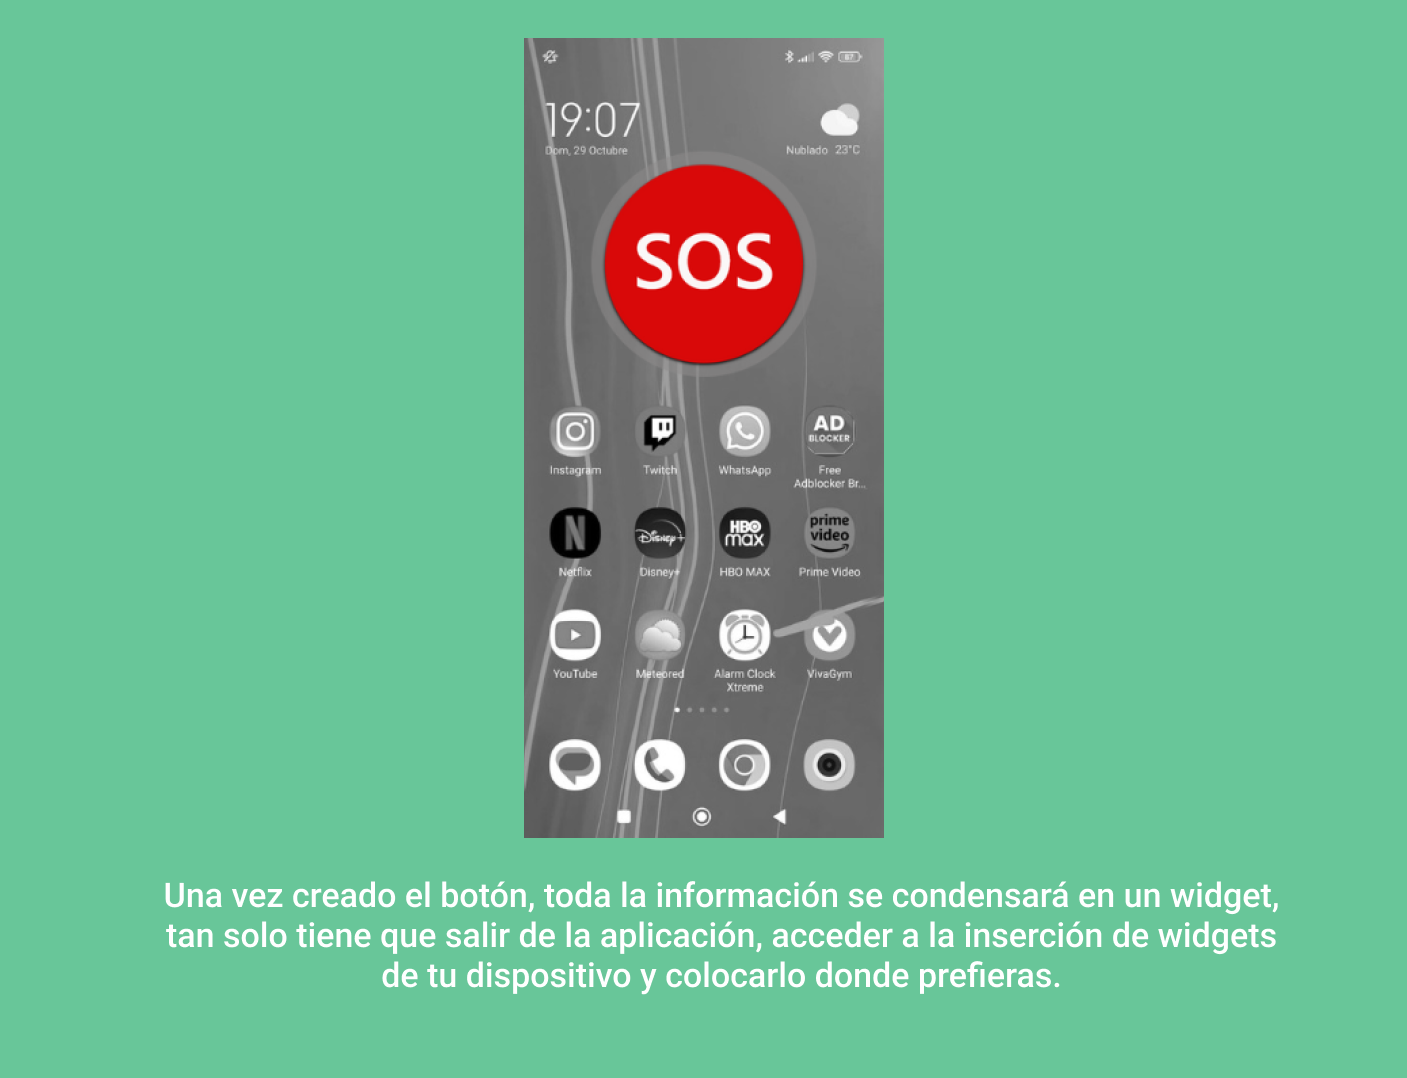 67
19:07
Dom, 29 Octubre
Nublado 23°C
SOS
AD
BLOCKER
Instagram Twitch WhatsApp Free
Adblocker Br...
N Disney+ HBO
max prime
video
Netflix Disney+ HBO MAX Prime Video
YouTube Meteored Alarm Clock
Xtreme VivaGym
Una vez creado el botón, toda la información se condensará en un widget,
tan solo tiene que salir de la aplicación, acceder a la inserción de widgets
de tu dispositivo y colocarlo donde prefieras.